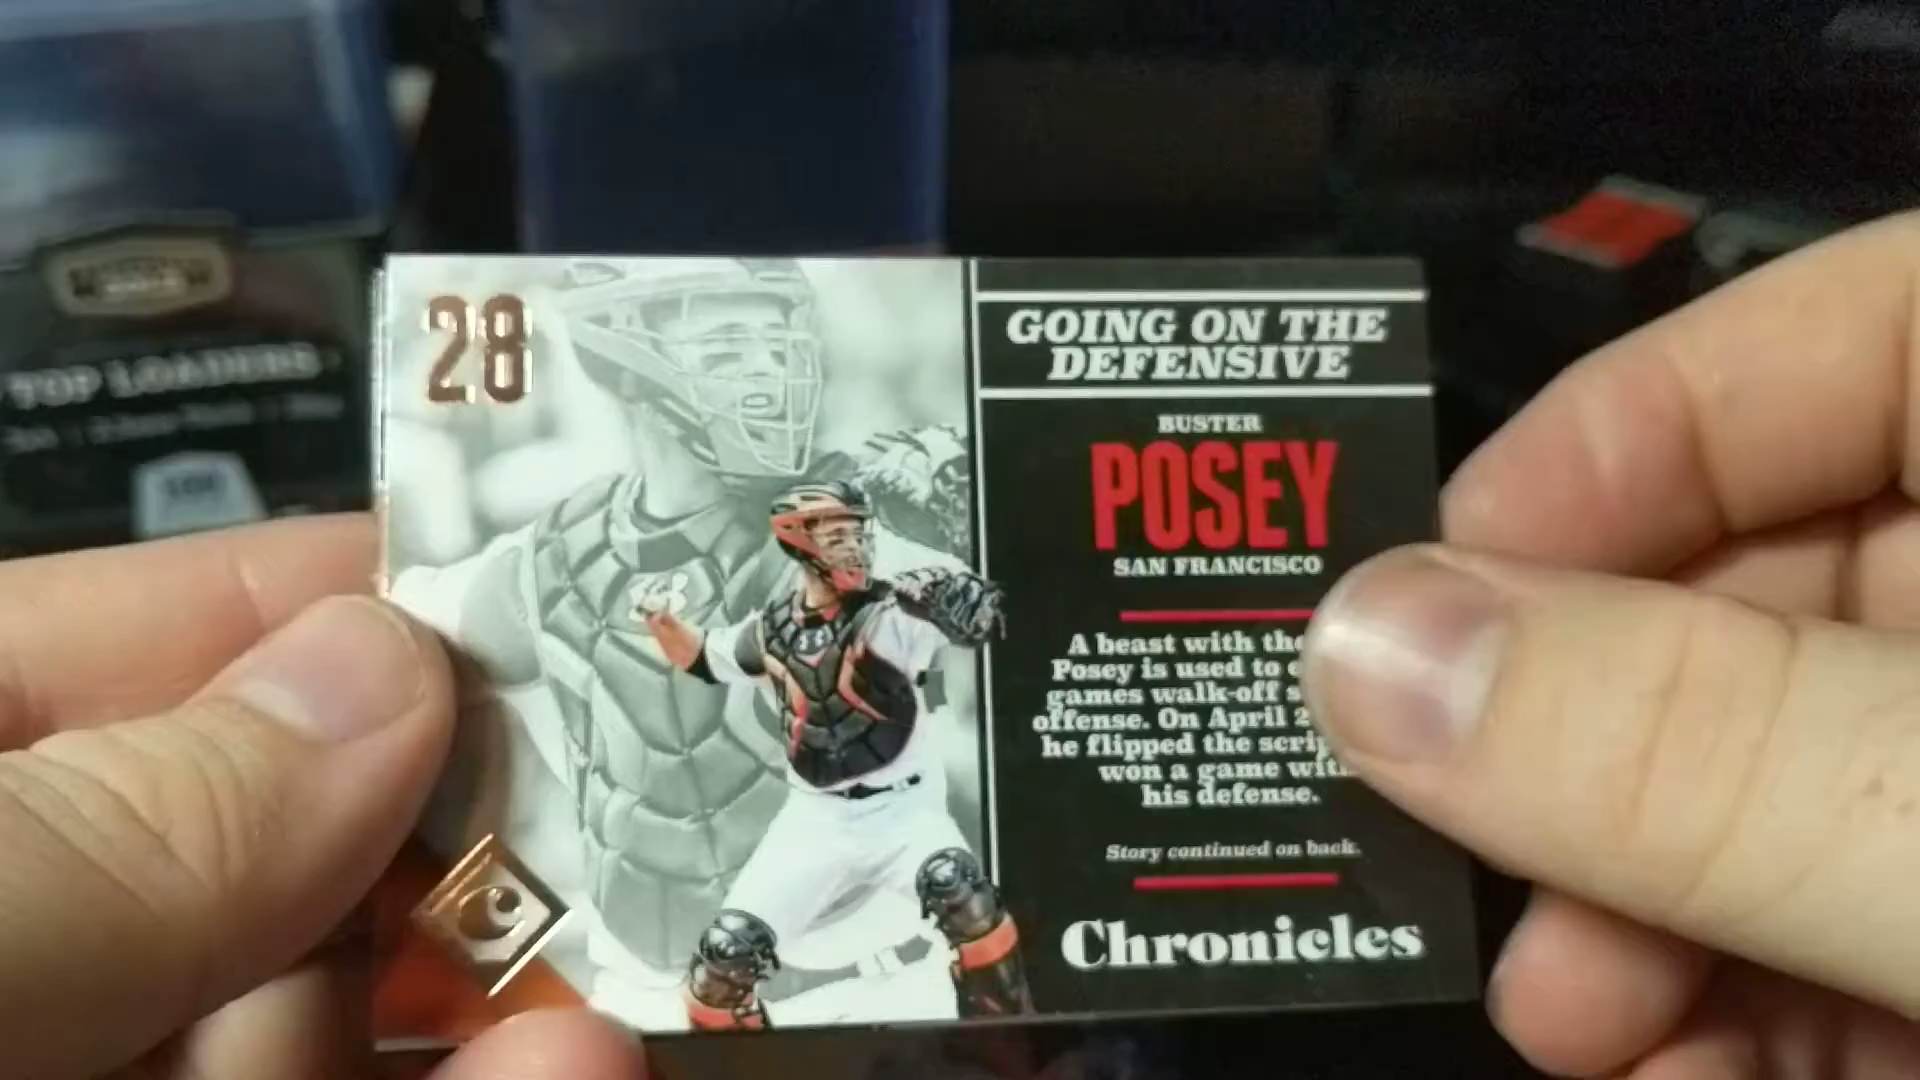 28
GOING ON THE
DEFENSIVE
BUSTER
POSEY
SAN FRANCISCO
A beast with the
Posey is used to
games walk-off
offense. On April
he flipped the
won a game
his defense.
Story continued on back.
Chronicles
TOP LOADERS